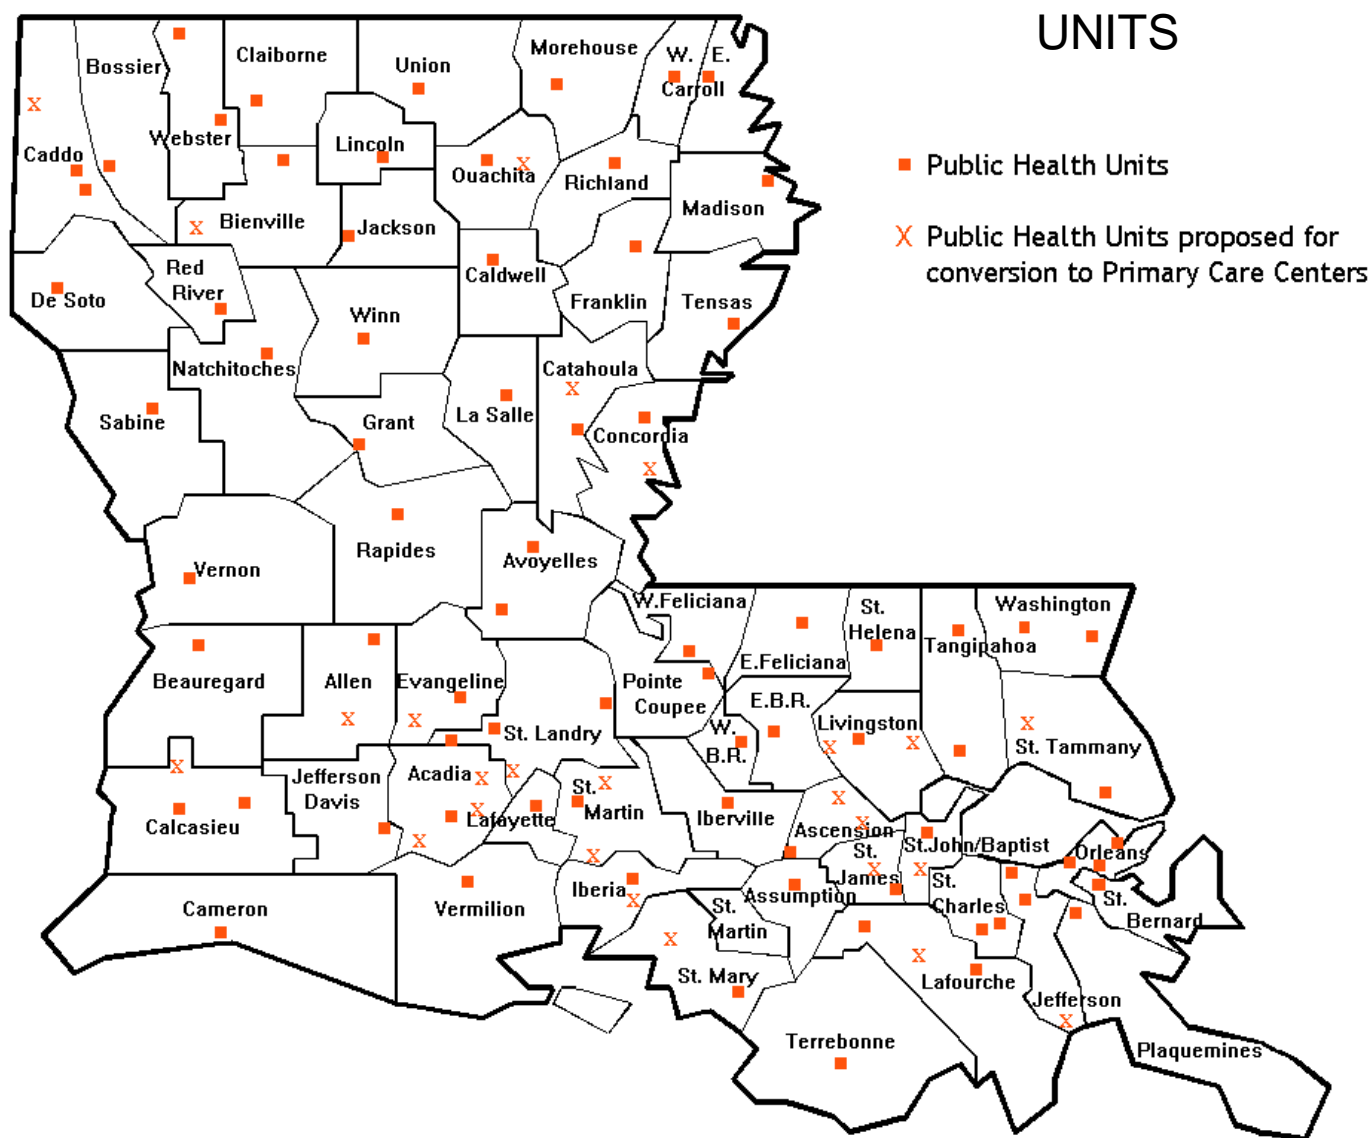 UNITS
Public Health Units
X Public Health Units proposed for
conversion to Primary Care Centers
Bossier
Claiborne
Union
Morehouse
W. E.
Carroll
X
Caddo
Webster
Lincoln
Ouachita
X
Richland
Madison
X
Bienville
Jackson
De Soto
Red
River
Winn
Caldwell
Franklin
Tensas
Natchitoches
Catahoula
X
Sabine
Grant
La Salle
Concordia
X
Vernon
Rapides
Avoyelles
W.Feliciana
E.Feliciana
St.
Helena
Tangipahoa
Washington
Beauregard
Allen
X
Evangeline
X
St. Landry
X
Pointe
Coupee
W.
B.R.
E.B.R.
Livingston
X
X
X
St. Tammany
X
Calcasieu
Jefferson
Davis
Acadia
X
X
X
Lafayette
St.
Martin
X
X
Iberville
X
Ascension
X
St.John/Baptist
Orleans
Cameron
Vermilion
Iberia
X
Assumption
St.
James
X
X
St.
Charles
St.
Bernard
St.
Martin
X
St. Mary
X
Lafourche
Jefferson
X
Terrebonne
Plaquemines